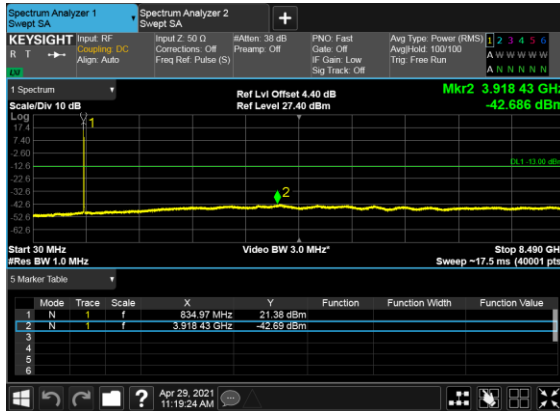 Spectrum Analyzer 1
Swept SA
Spectrum Analyzer 2
Swept SA
+
KEYSIGHT
R T
LXI
Input: RF
Coupling: DC
Align: Auto
Input Z: 50 Ω
Corrections: Off
Freq Ref: Pulse (S)
#Atten: 38 dB
Preamp: Off
PNO: Fast
Gate: Off
IF Gain: Low
Sig Track: Off
Avg Type: Power (RMS)
Avg|Hold: 100/100
Trig: Free Run
1 2 3 4 5 6
A W W W W W
A N N N N N
1 Spectrum
Scale/Div 10 dB
Ref Lvl Offset 4.40 dB
Ref Level 27.40 dBm
Mkr2 3.918 43 GHz
-42.686 dBm
Log
17.4
7.40
-2.60
-12.6
-22.6
-32.6
-42.6
-52.6
-62.6
1
2
DL1 -13.00 dBm
Start 30 MHz
#Res BW 1.0 MHz
Video BW 3.0 MHz*
Stop 8.490 GHz
Sweep ~17.5 ms (40001 pts)
5 Marker Table
Mode Trace Scale X Y Function Function Width Function Value
1 N 1 f 834.97 MHz 21.38 dBm
2 N 1 f 3.918 43 GHz -42.69 dBm
3
4
5
6
?
Apr 29, 2021
11:19:24 AM